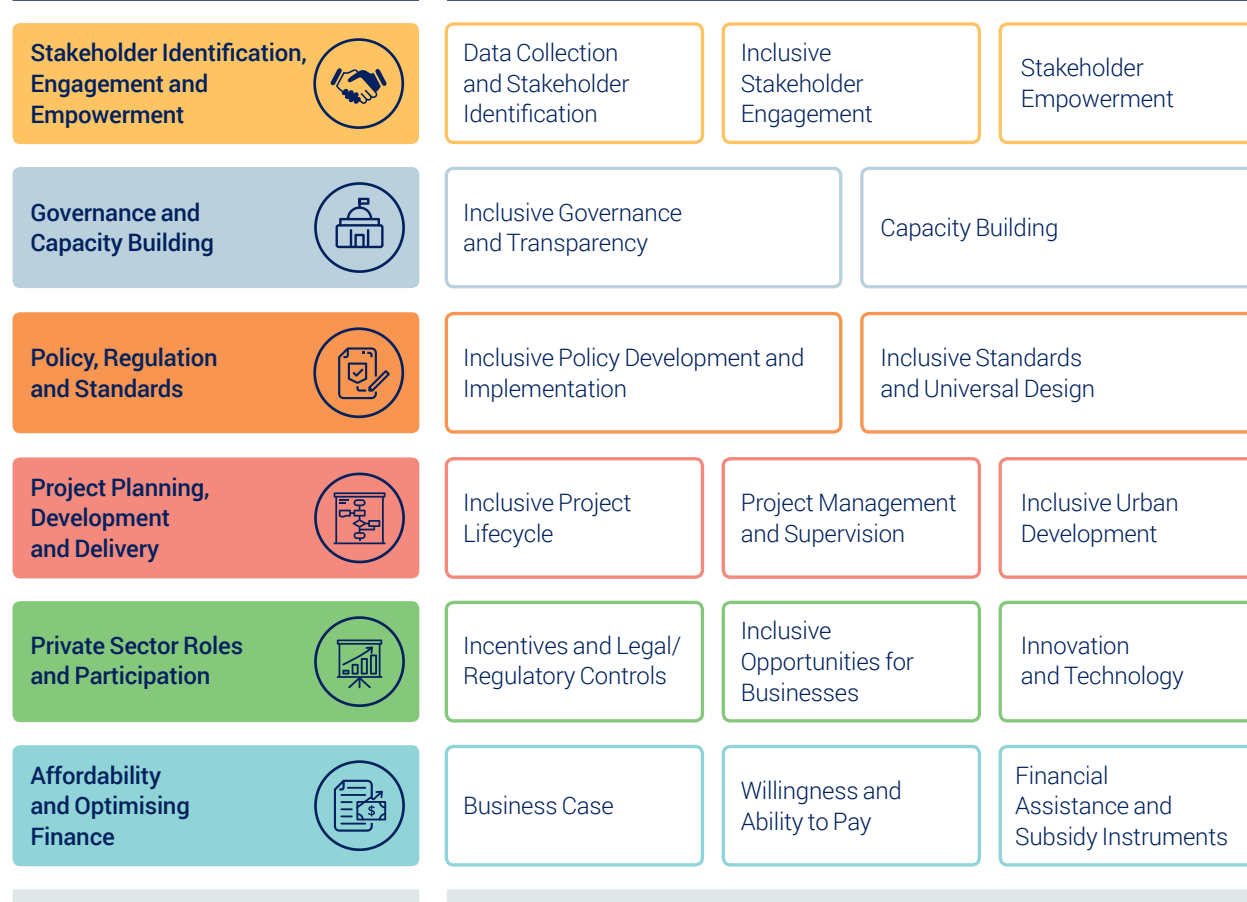 Stakeholder Identification,
Engagement and
Empowerment
Data Collection
and Stakeholder
Identification
Inclusive
Stakeholder
Engagement
Stakeholder
Empowerment
Governance and
Capacity Building
Inclusive Governance
and Transparency
Capacity Building
Policy, Regulation
and Standards
Inclusive Policy Development and
Implementation
Inclusive Standards
and Universal Design
Project Planning,
Development
and Delivery
Inclusive Project
Lifecycle
Project Management
and Supervision
Inclusive Urban
Development
Private Sector Roles
and Participation
Incentives and Legal/
Regulatory Controls
Inclusive
Opportunities for
Businesses
Innovation
and Technology
Affordability
and Optimising
Finance
$
Business Case
Willingness and
Ability to Pay
Financial
Assistance and
Subsidy Instruments